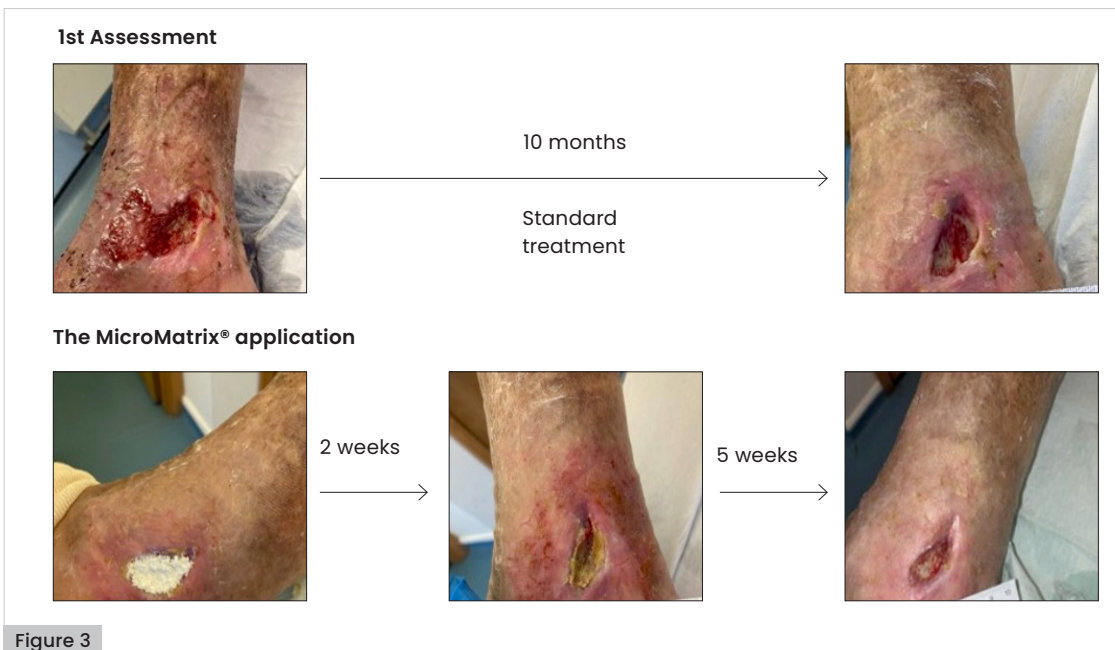 1st Assessment
10 months
Standard
treatment
The MicroMatrix® application
2 weeks
5 weeks
Figure 3